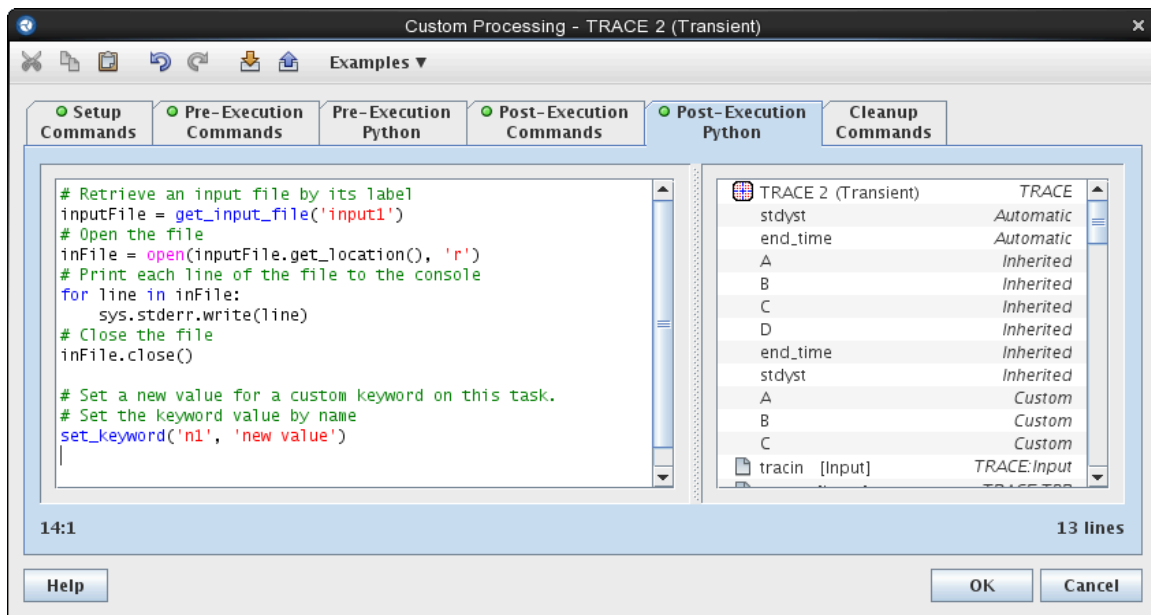 Custom Processing - TRACE 2 (Transient)
Examples ▼
Setup Commands
Pre-Execution Commands
Pre-Execution Python
Post-Execution Commands
Post-Execution Python
Cleanup Commands
# Retrieve an input file by its label
inputFile = get_input_file('input1')
# Open the file
inFile = open(inputFile.get_location(), 'r')
# Print each line of the file to the console
for line in inFile:
    sys.stderr.write(line)
# Close the file
inFile.close()

# Set a new value for a custom keyword on this task.
# Set the keyword value by name
set_keyword('n1', 'new value')
TRACE 2 (Transient) TRACE
stdyst Automatic
end_time Automatic
A Inherited
B Inherited
C Inherited
D Inherited
end_time Inherited
stdyst Inherited
A Custom
B Custom
C Custom
tracin [Input] TRACE:Input
14:1
13 lines
Help
OK
Cancel